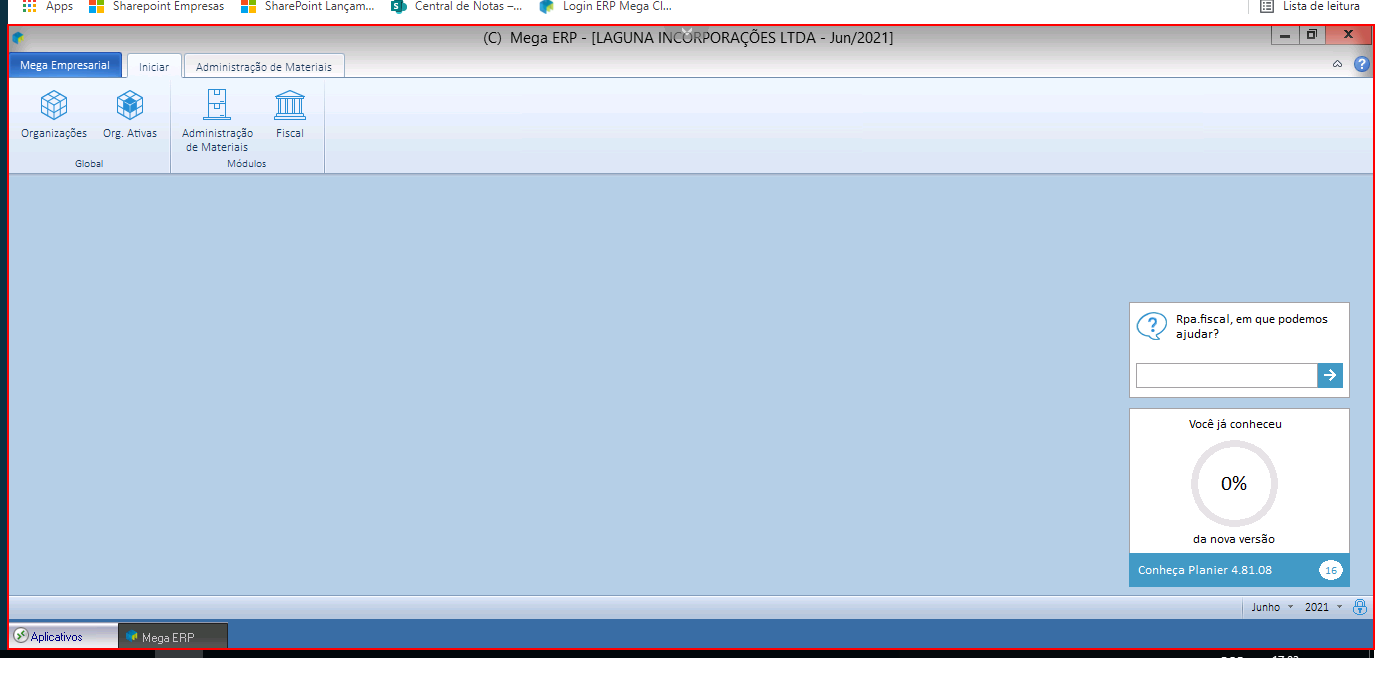 Apps Sharepoint Empresas SharePoint Lançam... Central de Notas –... Login ERP Mega Cl... Lista de leitura
(C) Mega ERP - [LAGUNA INCORPORAÇÕES LTDA - Jun/2021]
Mega Empresarial Iniciar Administração de Materiais
Organizações Org. Ativas Administração de Materiais Fiscal
Global Módulos
Rpa.fiscal, em que podemos
ajudar?
Você já conheceu
0%
da nova versão
Conheça Planier 4.81.08 16
Junho 2021
Aplicativos Mega ERP